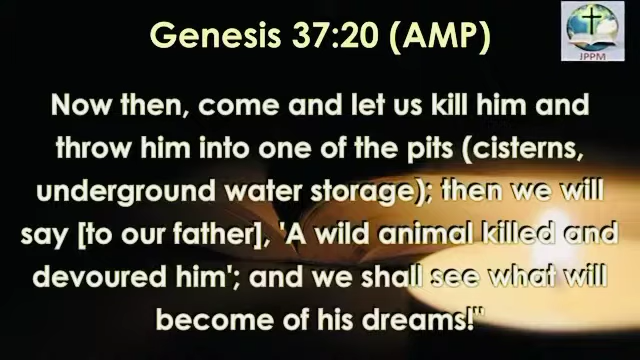 Genesis 37:20 (AMP)
JPPM
Now then, come and let us kill him and
throw him into one of the pits (cisterns,
underground water storage); then we will
say [to our father], 'A wild animal killed and
devoured him'; and we shall see what will
become of his dreams!"